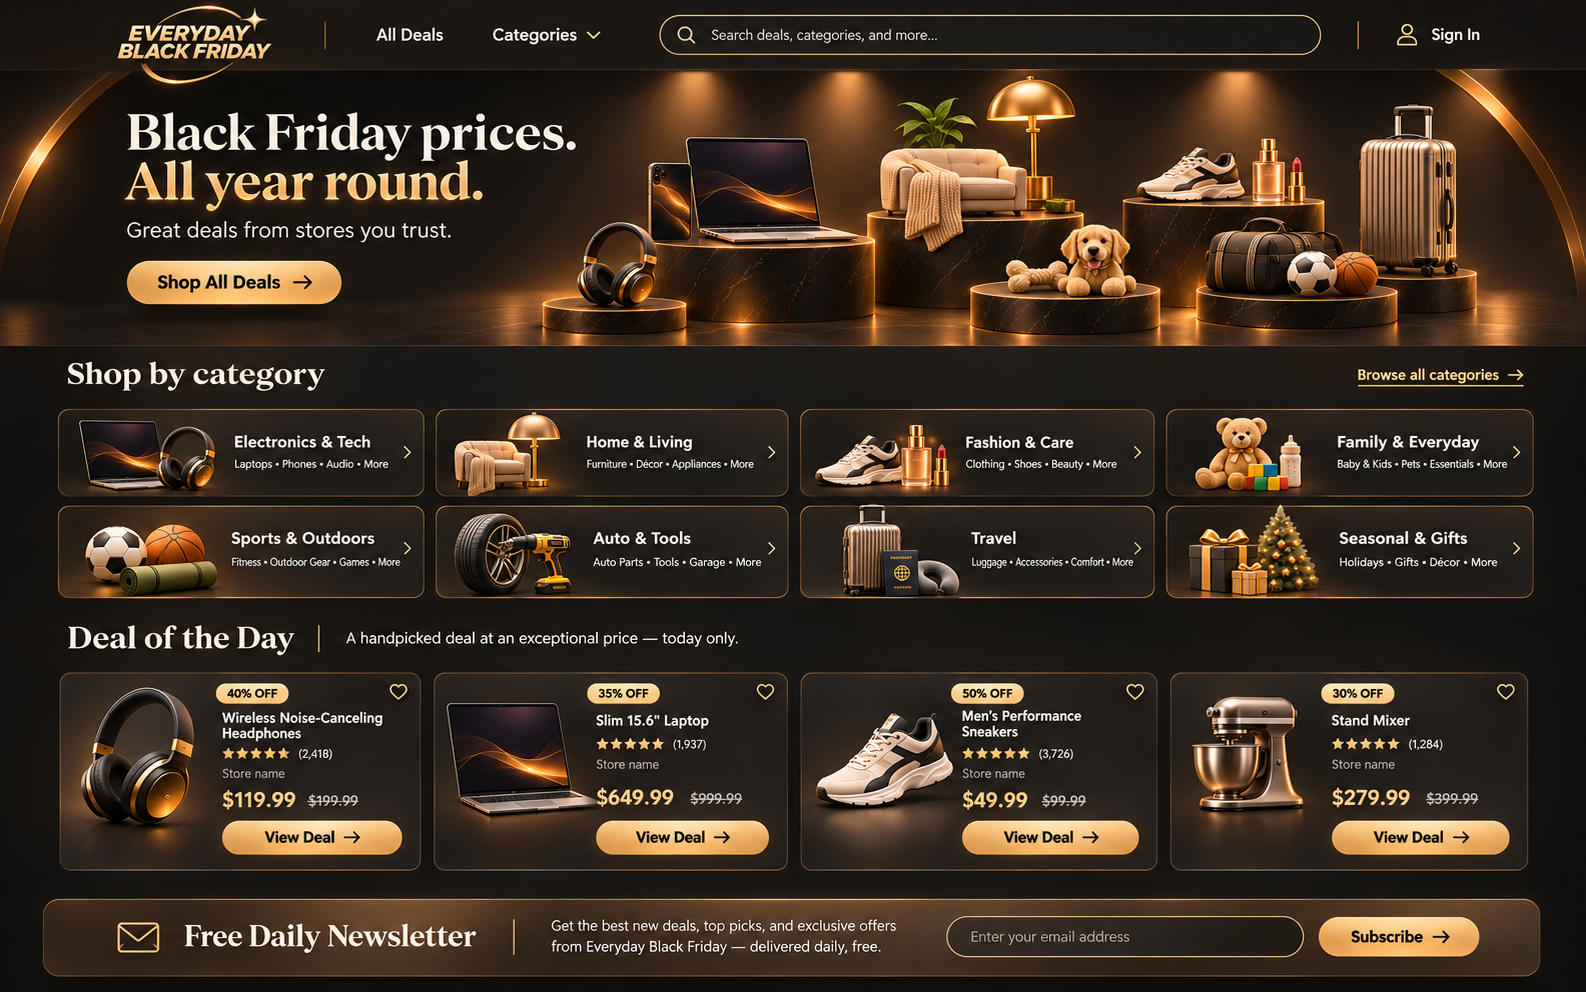 EVERYDAY
BLACK FRIDAY
All Deals
Categories
Search deals, categories, and more...
Sign In
Black Friday prices.
All year round.
Great deals from stores you trust.
Shop All Deals →
Shop by category
Browse all categories →
Electronics & Tech
Laptops • Phones • Audio • More
Home & Living
Furniture • Décor • Appliances • More
Fashion & Care
Clothing • Shoes • Beauty • More
Family & Everyday
Baby & Kids • Pets • Essentials • More
Sports & Outdoors
Fitness • Outdoor Gear • Games • More
Auto & Tools
Auto Parts • Tools • Garage • More
Travel
Luggage • Accessories • Comfort • More
Seasonal & Gifts
Holidays • Gifts • Décor • More
Deal of the Day
A handpicked deal at an exceptional price — today only.
40% OFF
Wireless Noise-Canceling
Headphones
★★★★★ (2,418)
Store name
$119.99 $199.99
View Deal →
35% OFF
Slim 15.6" Laptop
★★★★★ (1,937)
Store name
$649.99 $999.99
View Deal →
50% OFF
Men's Performance
Sneakers
★★★★★ (3,726)
Store name
$49.99 $99.99
View Deal →
30% OFF
Stand Mixer
★★★★★ (1,284)
Store name
$279.99 $399.99
View Deal →
Free Daily Newsletter
Get the best new deals, top picks, and exclusive offers
from Everyday Black Friday — delivered daily, free.
Enter your email address
Subscribe →